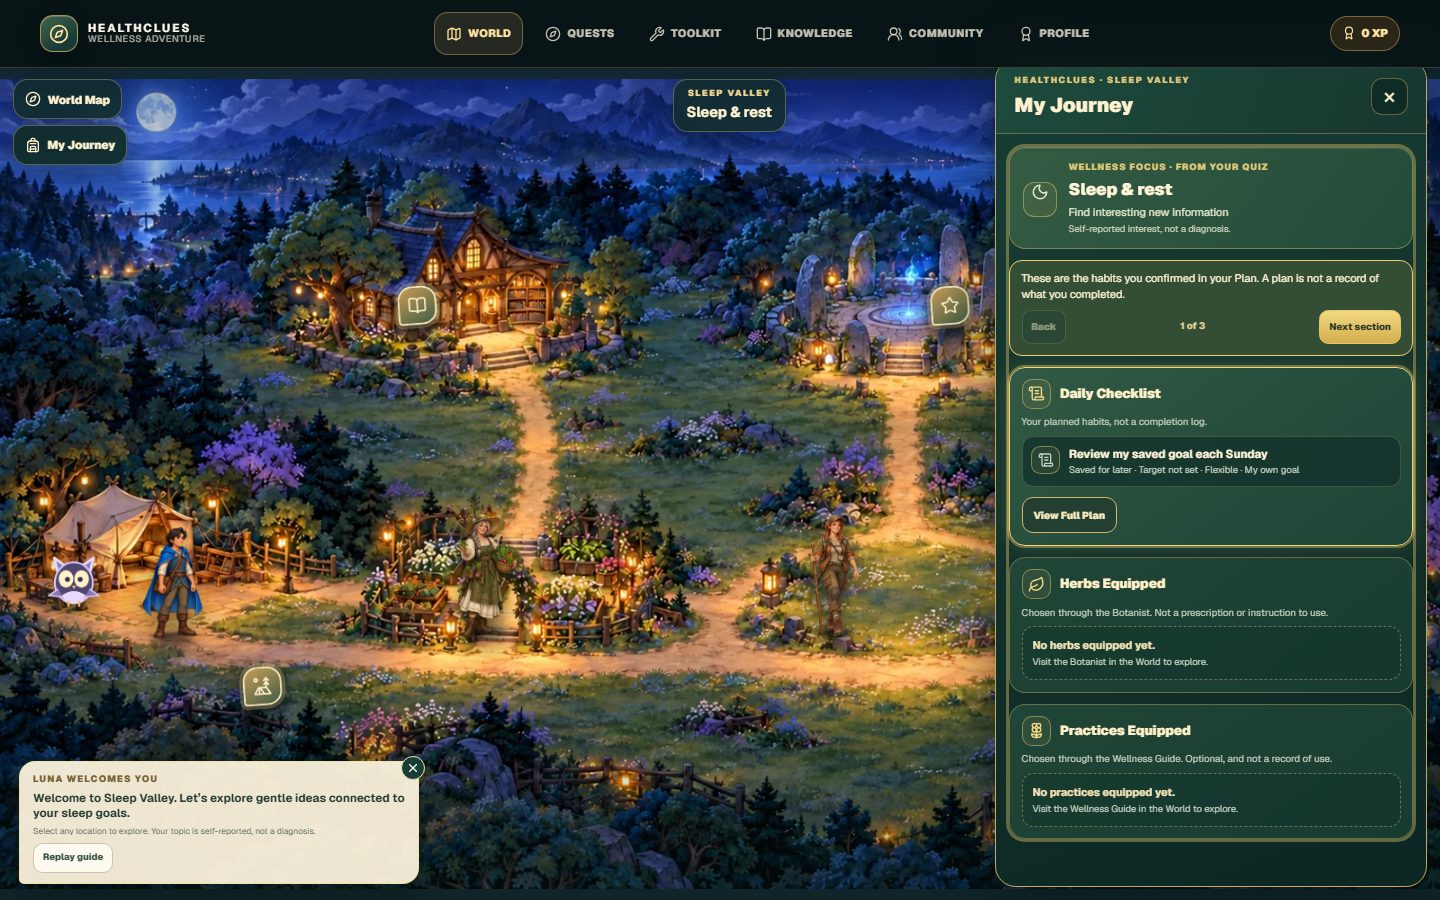 HEALTHCLUES
WELLNESS ADVENTURE
WORLD
QUESTS
TOOLKIT
KNOWLEDGE
COMMUNITY
PROFILE
0 XP
World Map
My Journey
SLEEP VALLEY
Sleep & rest
HEALTHCLUES · SLEEP VALLEY
My Journey
WELLNESS FOCUS · FROM YOUR QUIZ
Sleep & rest
Find interesting new information
Self-reported interest, not a diagnosis.
These are the habits you confirmed in your Plan. A plan is not a record of
what you completed.
Back
1 of 3
Next section
Daily Checklist
Your planned habits, not a completion log.
Review my saved goal each Sunday
Saved for later · Target not set · Flexible · My own goal
View Full Plan
Herbs Equipped
Chosen through the Botanist. Not a prescription or instruction to use.
No herbs equipped yet.
Visit the Botanist in the World to explore.
Practices Equipped
Chosen through the Wellness Guide. Optional, and not a record of use.
No practices equipped yet.
Visit the Wellness Guide in the World to explore.
LUNA WELCOMES YOU
Welcome to Sleep Valley. Let's explore gentle ideas connected to
your sleep goals.
Select any location to explore. Your topic is self-reported, not a diagnosis.
Replay guide